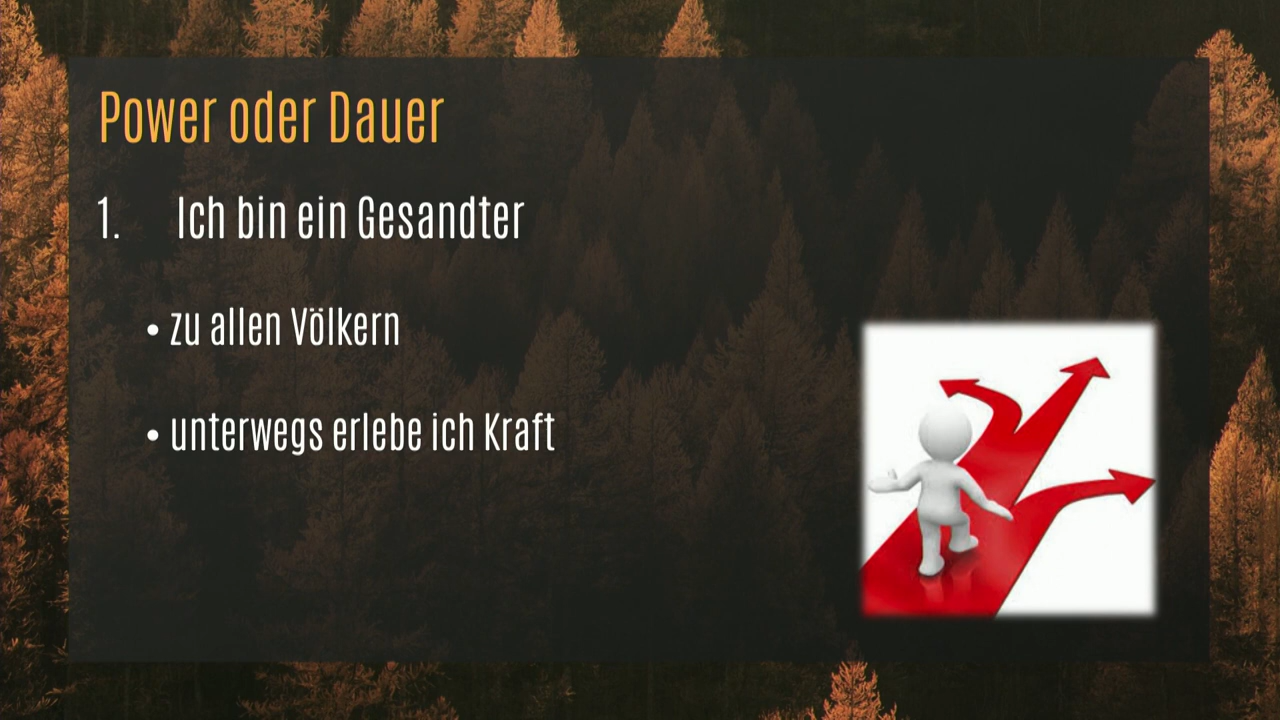 Power oder Dauer
1. Ich bin ein Gesandter
• zu allen Völkern
• unterwegs erlebe ich Kraft